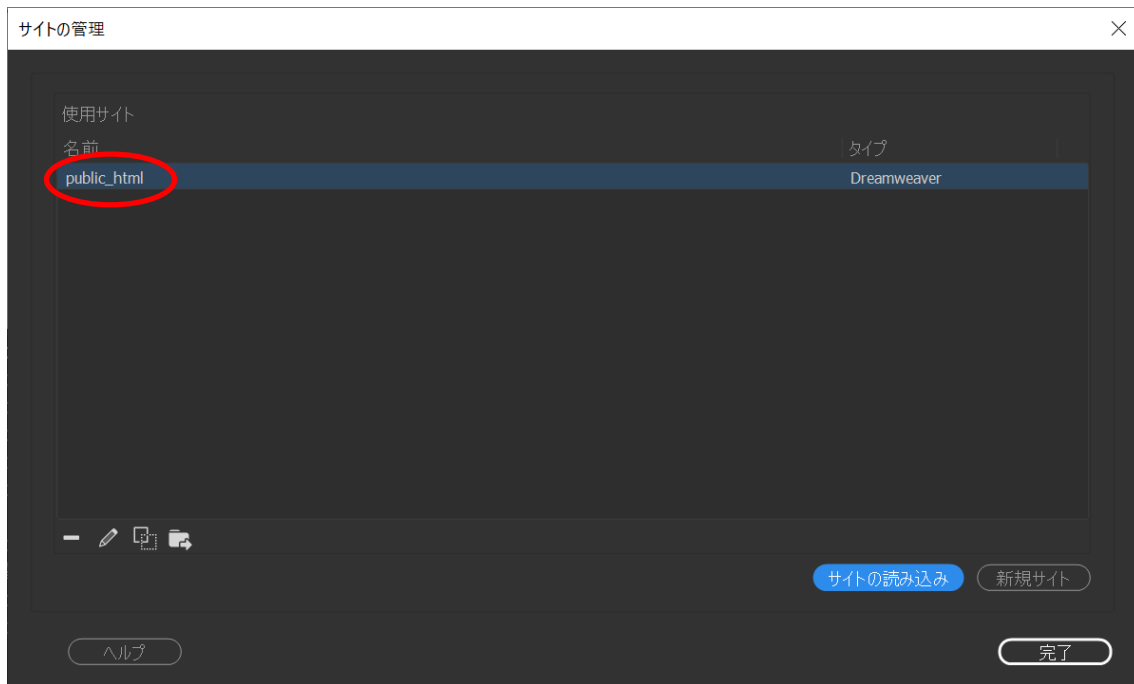 サイトの管理
使用サイト
名前 タイプ
public_html Dreamweaver
サイトの読み込み 新規サイト
ヘルプ 完了